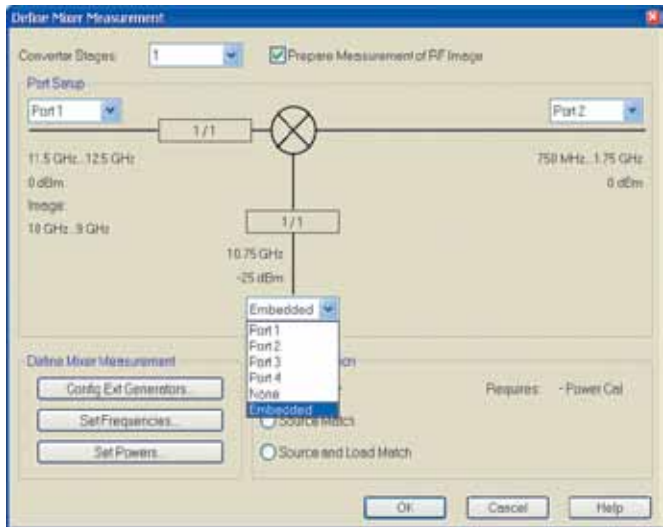 Define Mixer Measurement
Converter Stages: 1 Prepare Measurement of RF Image
Port Setup
Port 1 Port 2
1/1
11.5 GHz..12.5 GHz 750 MHz..1.75 GHz
0 dBm 0 dBm
Image:
10 GHz..9 GHz
1/1
10.75 GHz
-25 dBm
Embedded
Port 1
Port 2
Port 3
Port 4
None
Embedded
Define Mixer Measurement
Config Ext Generators...
Set Frequencies...
Set Powers...
Requires: - Power Cal
Source Match
Source and Load Match
OK Cancel Help